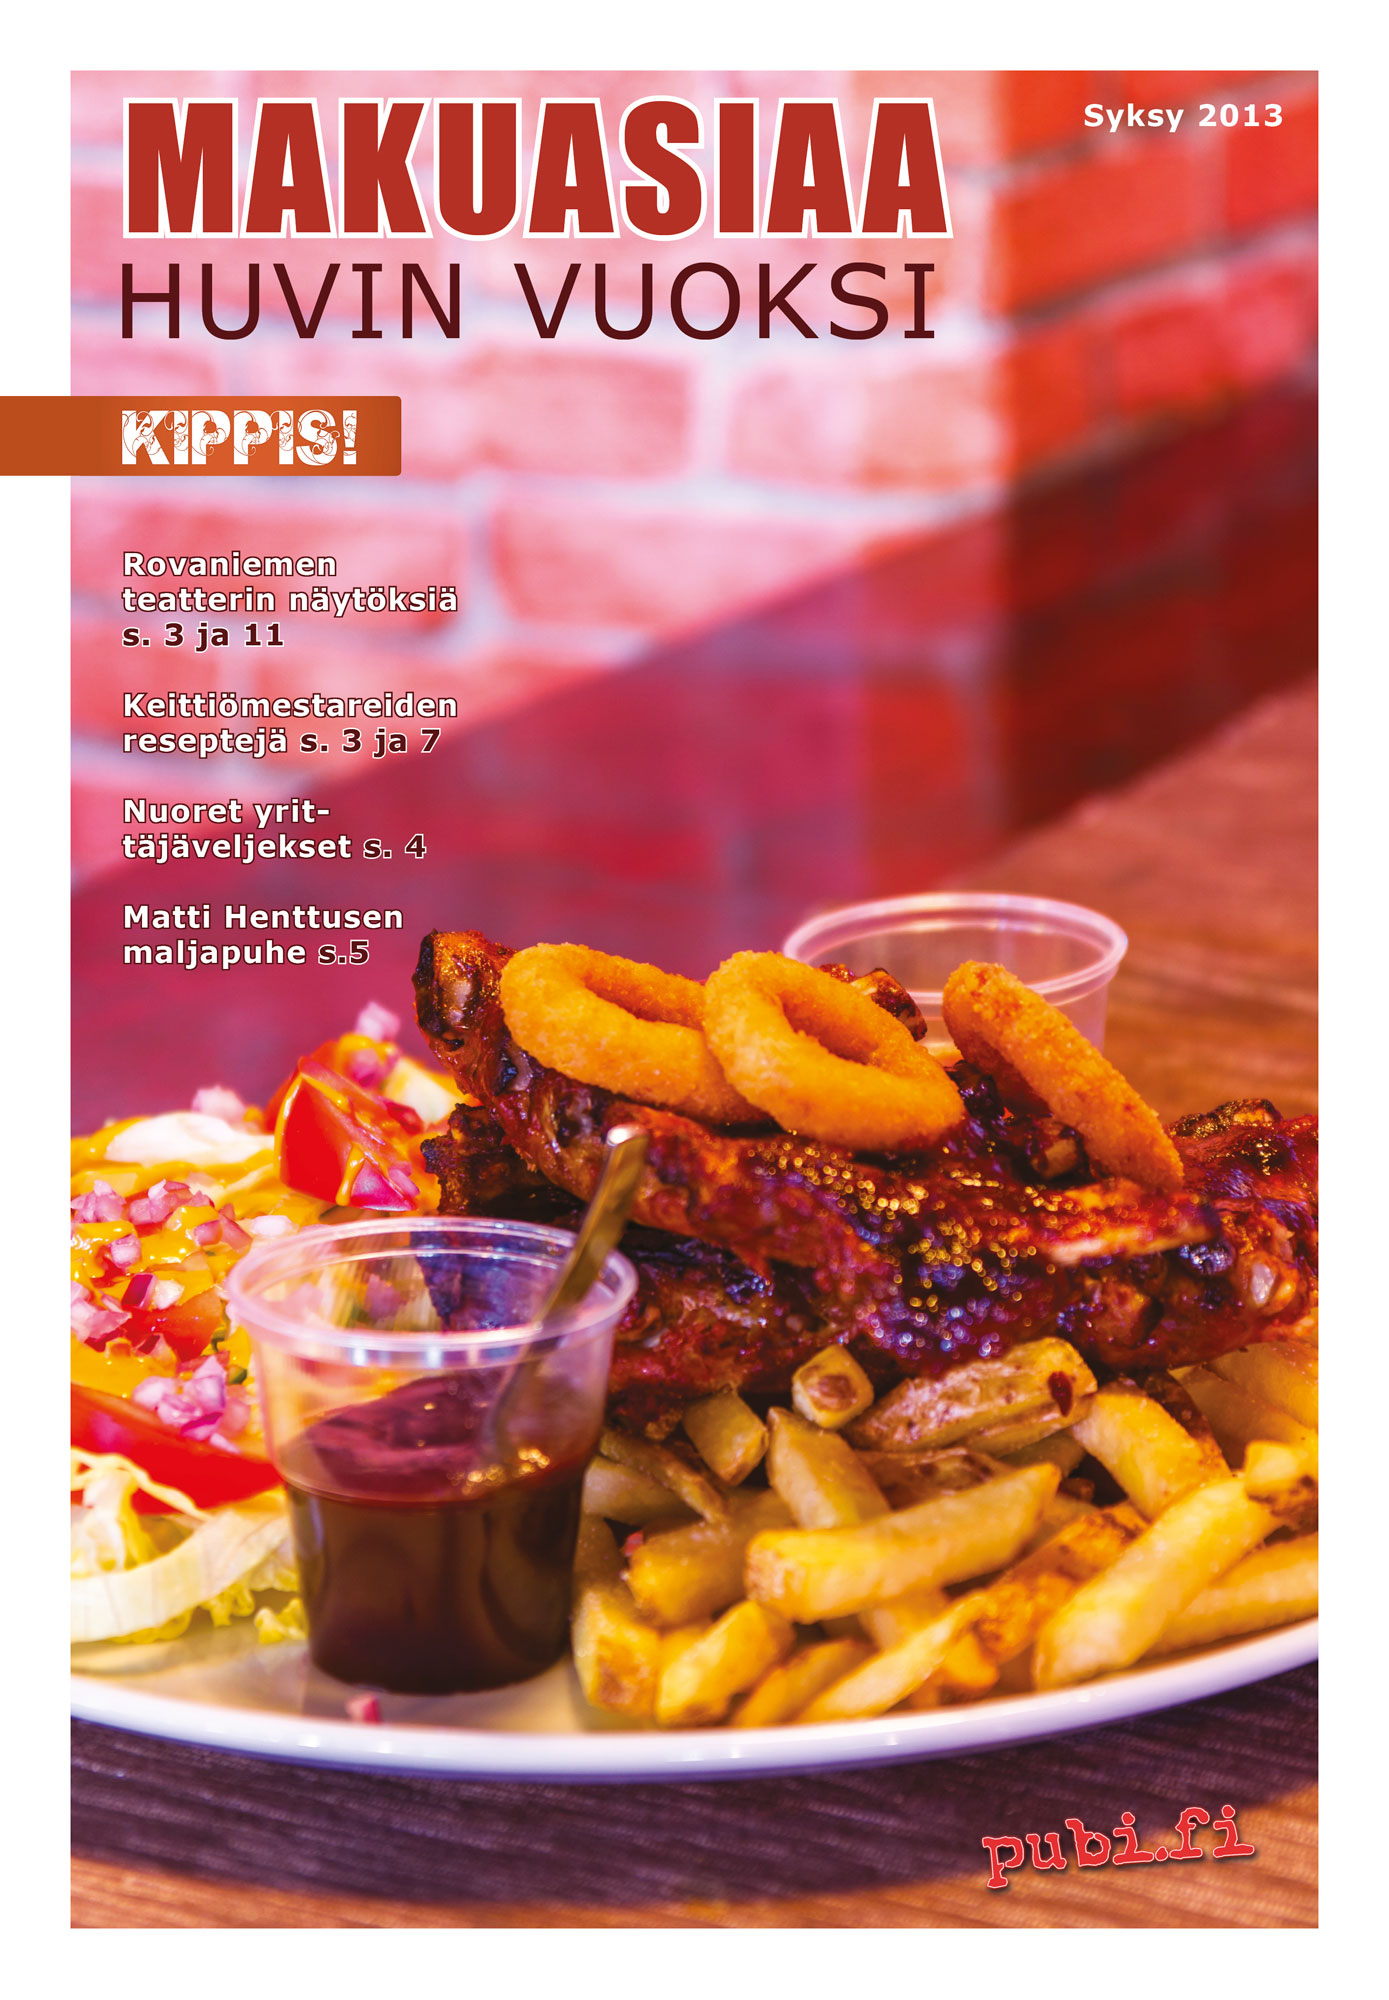 MAKUASIAA
Syksy 2013
HUVIN VUOKSI
KIPPIS!
Rovaniemen
teatterin näytöksiä
s. 3 ja 11
Keittiömestareiden
reseptejä s. 3 ja 7
Nuoret yrit-
täjäveljekset s. 4
Matti Henttusen
maljapuhe s.5
pubi.fi